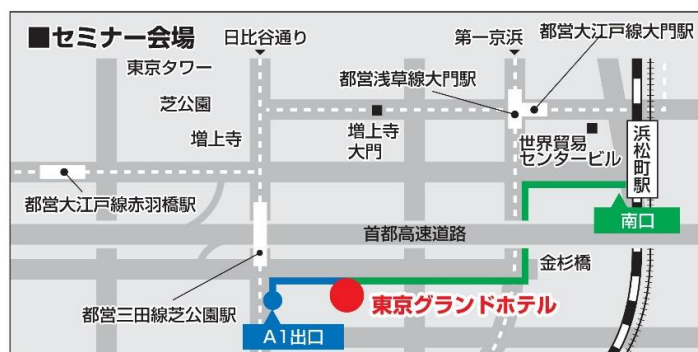 ■セミナー会場
日比谷通り
第一京浜
都営大江戸線大門駅
東京タワー
都営浅草線大門駅
芝公園
増上寺
増上寺
大門
世界貿易
センタービル
浜松町駅
都営大江戸線赤羽橋駅
南口
首都高速道路
金杉橋
都営三田線芝公園駅
東京グランドホテル
A1出口